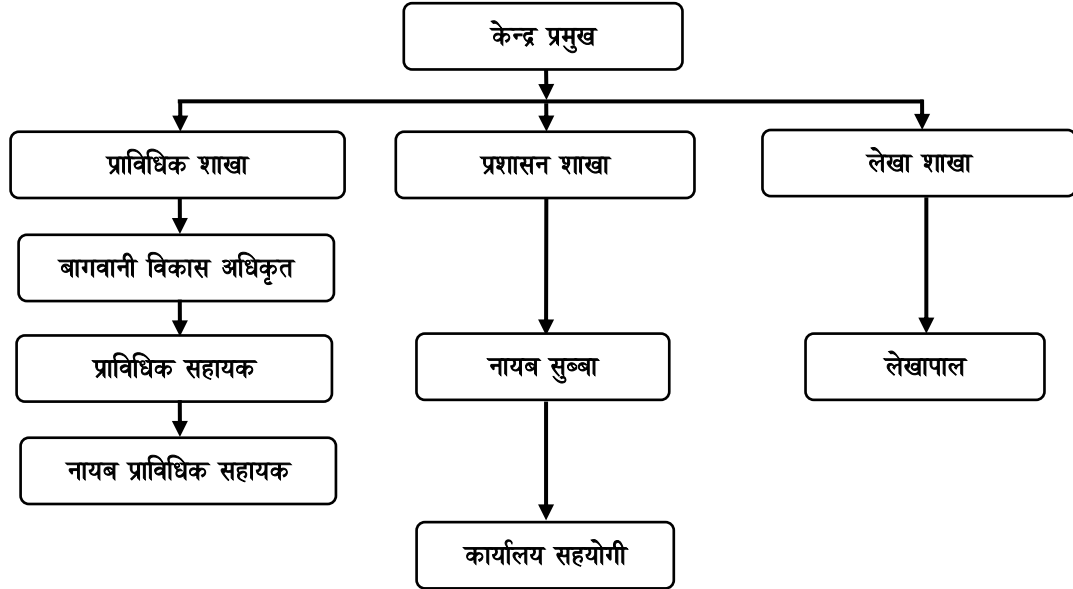 केन्द्र प्रमुख
प्राविधिक शाखा
प्रशासन शाखा
लेखा शाखा
बागवानी विकास अधिकृत
प्राविधिक सहायक
नायब सुब्बा
लेखापाल
नायब प्राविधिक सहायक
कार्यालय सहयोगी